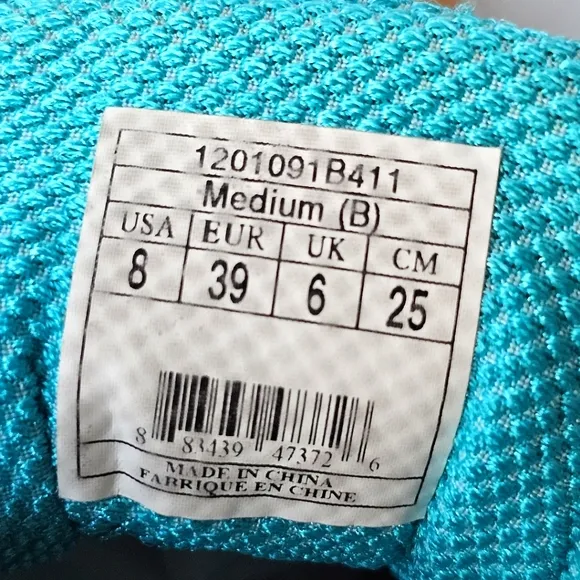 1201091B411
Medium (B)
USA EUR UK CM
8 39 6 25
8 83439 47372 6
MADE IN CHINA
FABRIQUE EN CHINE